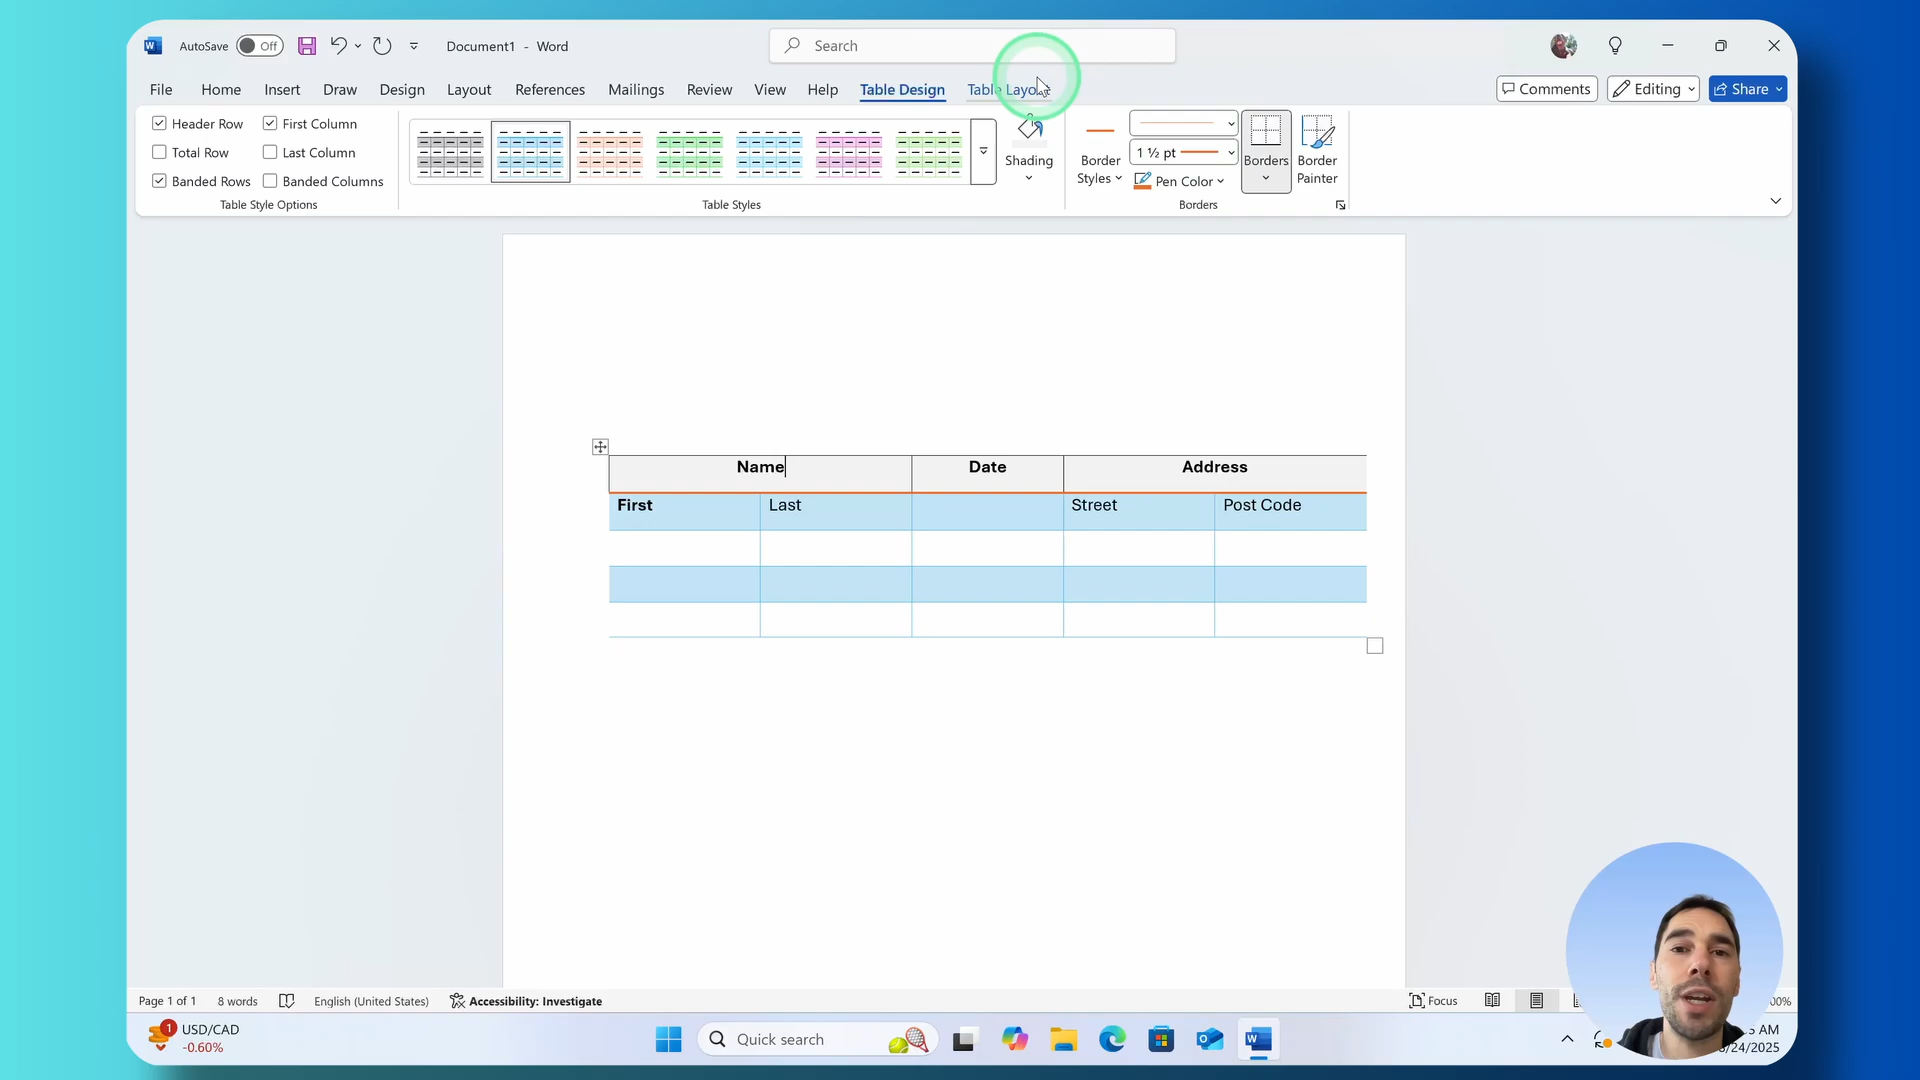 AutoSave Off Document1 - Word Search
File Home Insert Draw Design Layout References Mailings Review View Help Table Design Table Layout Comments Editing Share
Header Row First Column
Total Row Last Column
Banded Rows Banded Columns
Table Style Options
Table Styles
Shading
Border Styles
1 ½ pt
Pen Color
Borders
Border Painter
Borders
Name Date Address
First Last Street Post Code
Page 1 of 1 8 words English (United States) Accessibility: Investigate Focus
1 USD/CAD
-0.60%
Quick search
AM
/24/2025